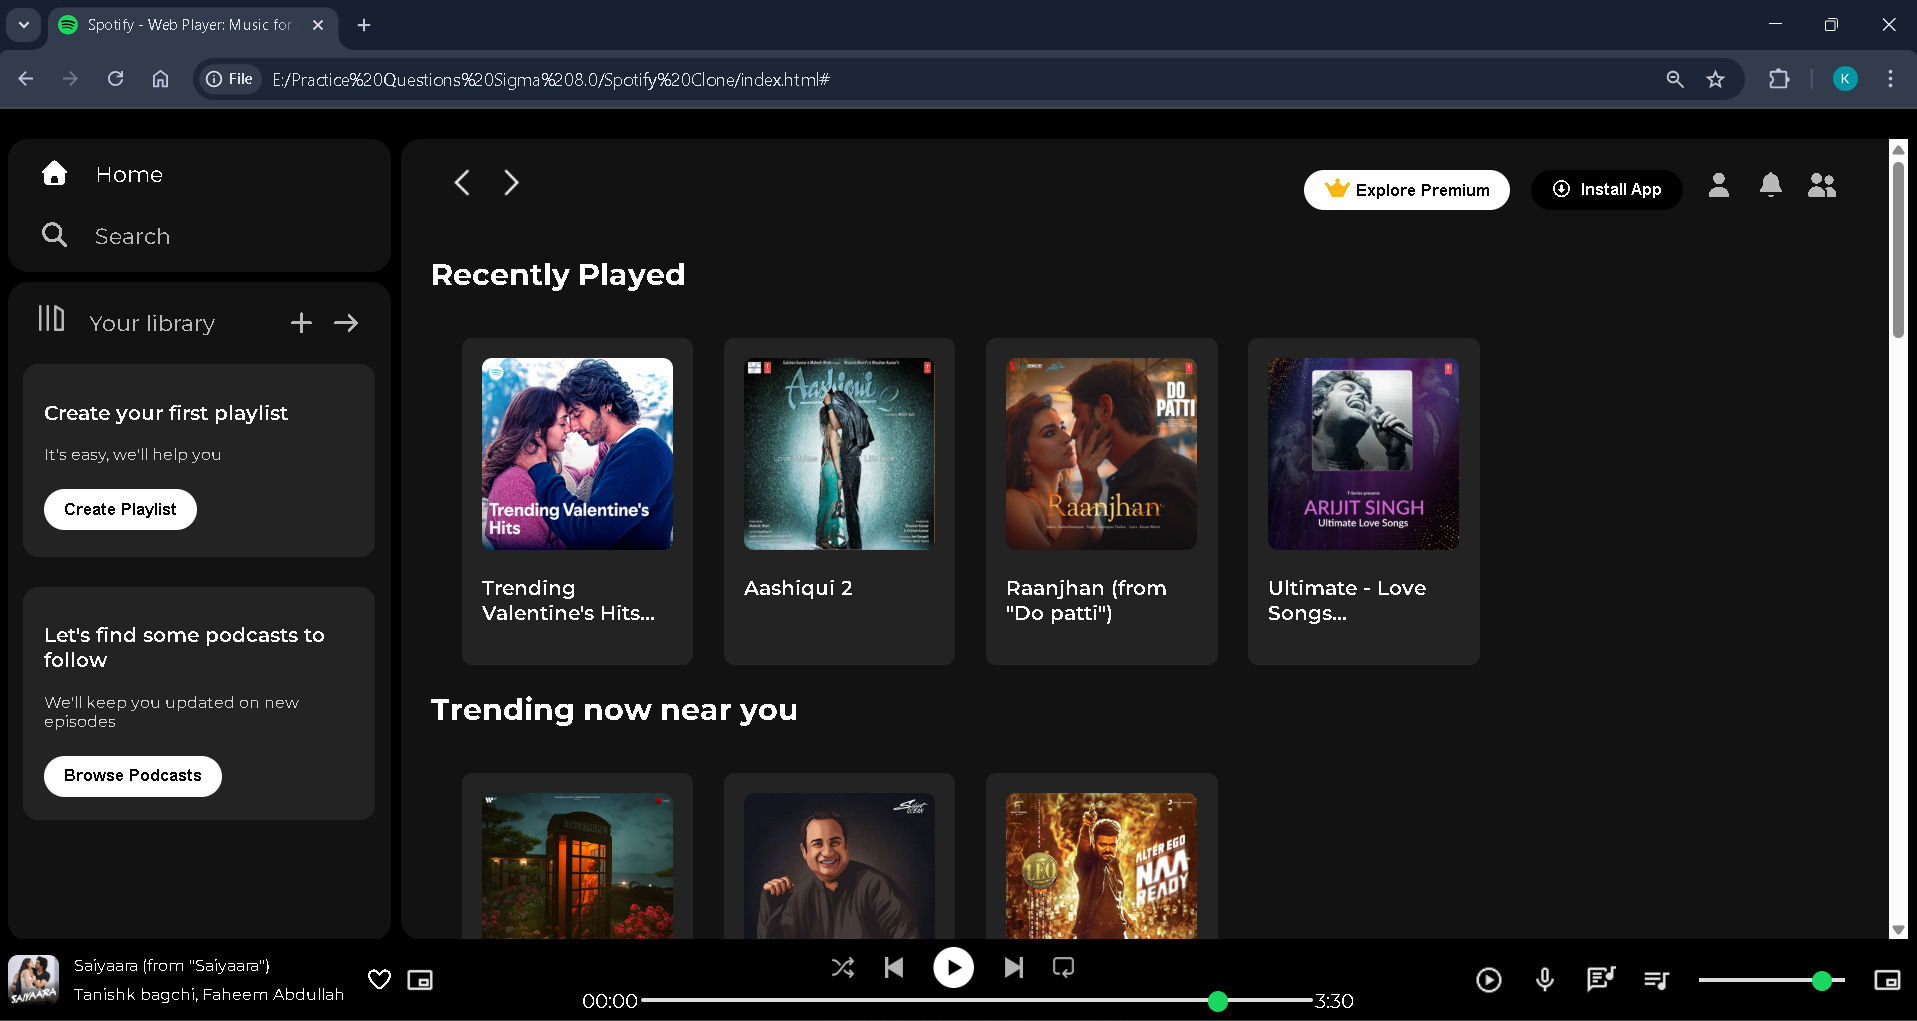 Spotify - Web Player: Music for
File
E:/Practice%20Questions%20Sigma%208.0/Spotify%20Clone/index.html#
K
Home
Search
Your library
Create your first playlist
It's easy, we'll help you
Create Playlist
Let's find some podcasts to
follow
We'll keep you updated on new
episodes
Browse Podcasts
Explore Premium
Install App
Recently Played
Trending Valentine's
Hits
Trending
Valentine's Hits...
Aashiqui 2
Aashiqui 2
DO
PATTI
Raanjhan
Raanjhan (from
"Do patti")
T-Series presents
ARIJIT SINGH
Ultimate Love Songs
Ultimate - Love
Songs...
Trending now near you
TELEPHONE
LEO
ALTER EGO
NAA
READY
SAIYAARA
Saiyaara (from "Saiyaara")
Tanishk bagchi, Faheem Abdullah
00:00
3:30